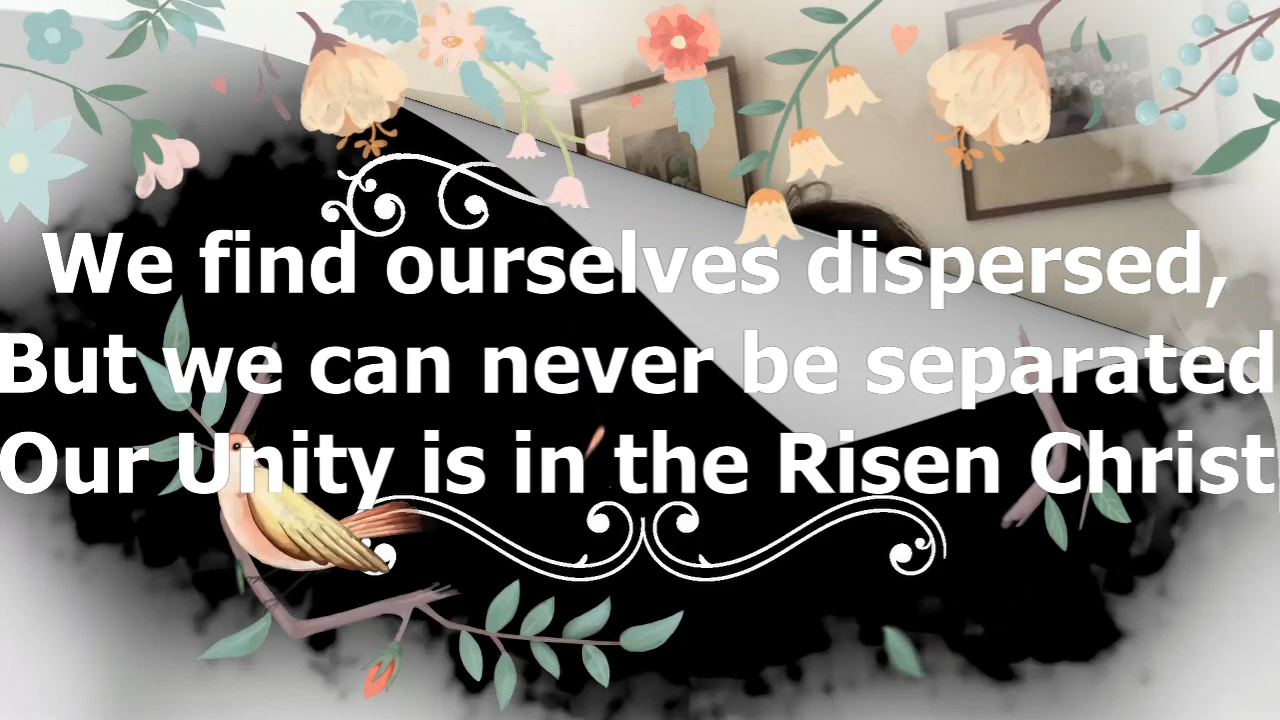 We find ourselves dispersed,
But we can never be separated
Our Unity is in the Risen Christ